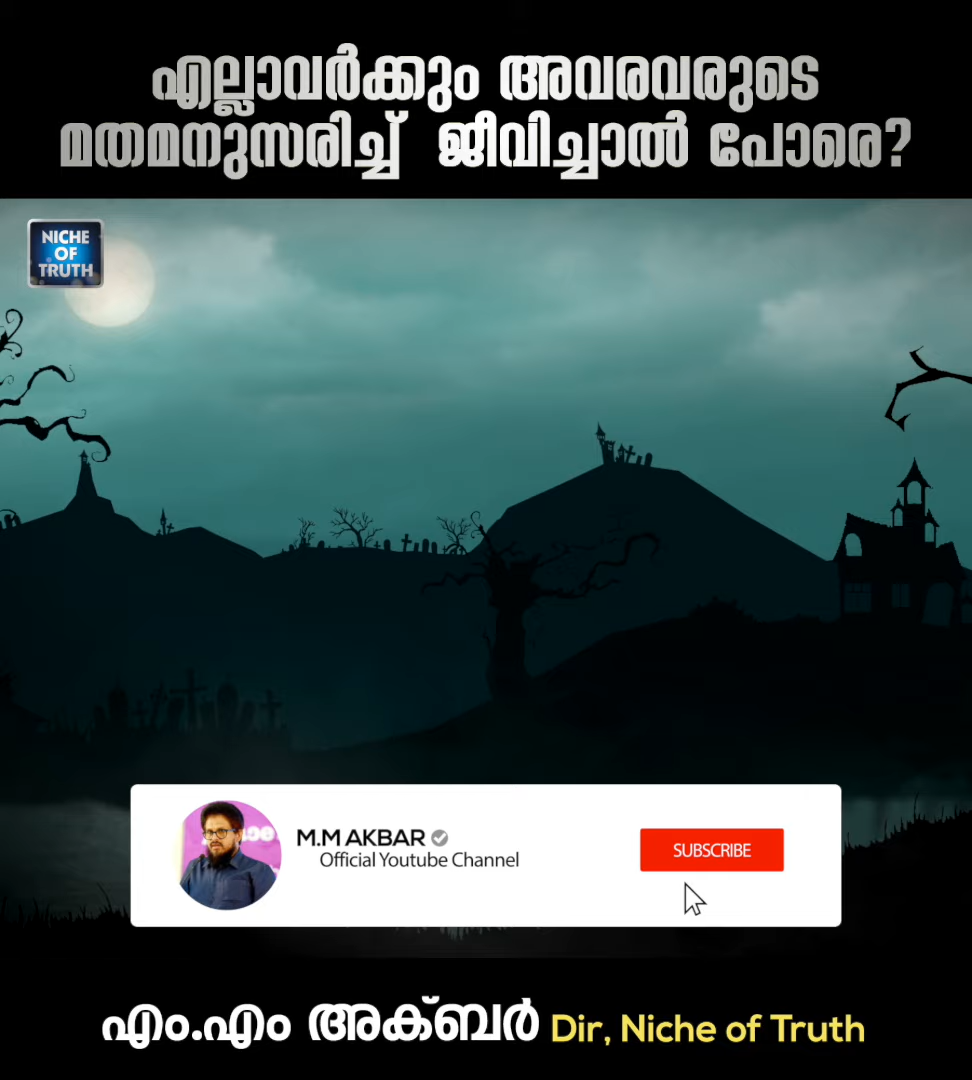 എല്ലാവർക്കും അവരവരുടെ
മതമനുസരിച്ച് ജീവിച്ചാൽ പോരെ?
NICHE
OF
TRUTH
M.M AKBAR
Official Youtube Channel
SUBSCRIBE
എം.എം അക്ബർ Dir, Niche of Truth